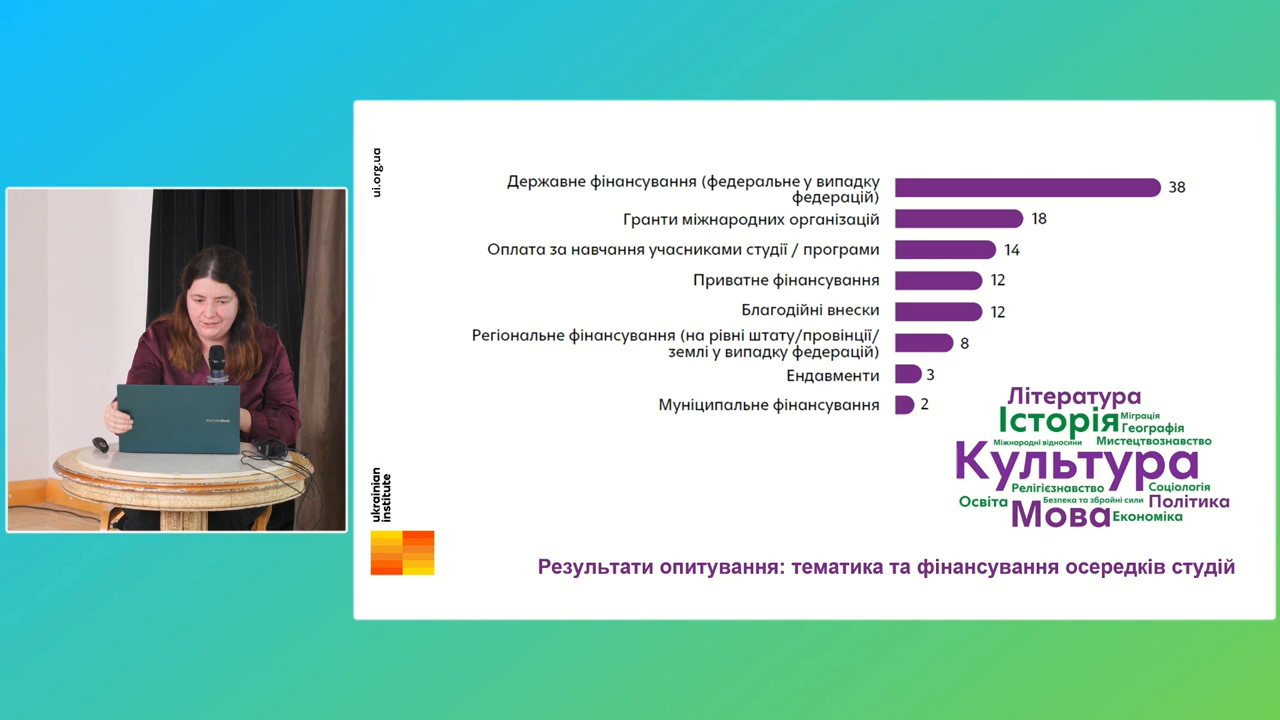 ui.org.ua
Державне фінансування (федеральне у випадку
федерацій)
38
Гранти міжнародних організацій
18
Оплата за навчання учасниками студії / програми
14
Приватне фінансування
12
Благодійні внески
12
Регіональне фінансування (на рівні штату/провінції/
землі у випадку федерацій)
8
Ендавменти
3
Муніципальне фінансування
2
Література
Історія
Міграція
Географія
Міжнародні відносини
Мистецтвознавство
Культура
Релігієзнавство
Соціологія
Освіта
Безпека та збройні сили
Політика
Мова
Економіка
ukrainian
institute
Результати опитування: тематика та фінансування осередків студій